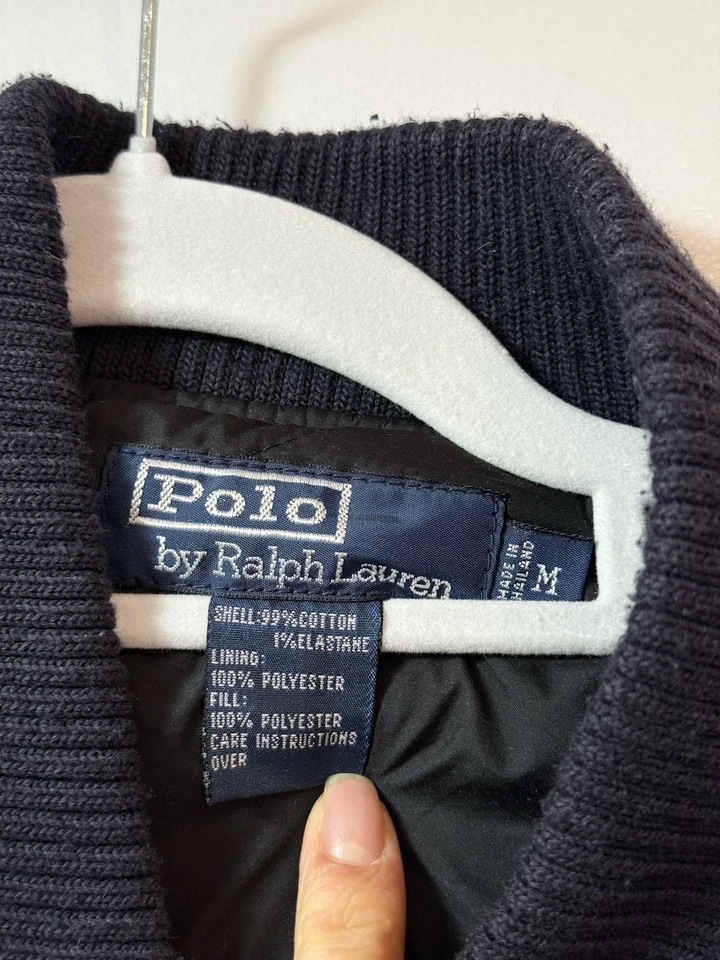 Polo
by Ralph Lauren
MADE IN
THAILAND
M
SHELL:99%COTTON
1%ELASTANE
LINING:
100% POLYESTER
FILL:
100% POLYESTER
CARE INSTRUCTIONS
OVER